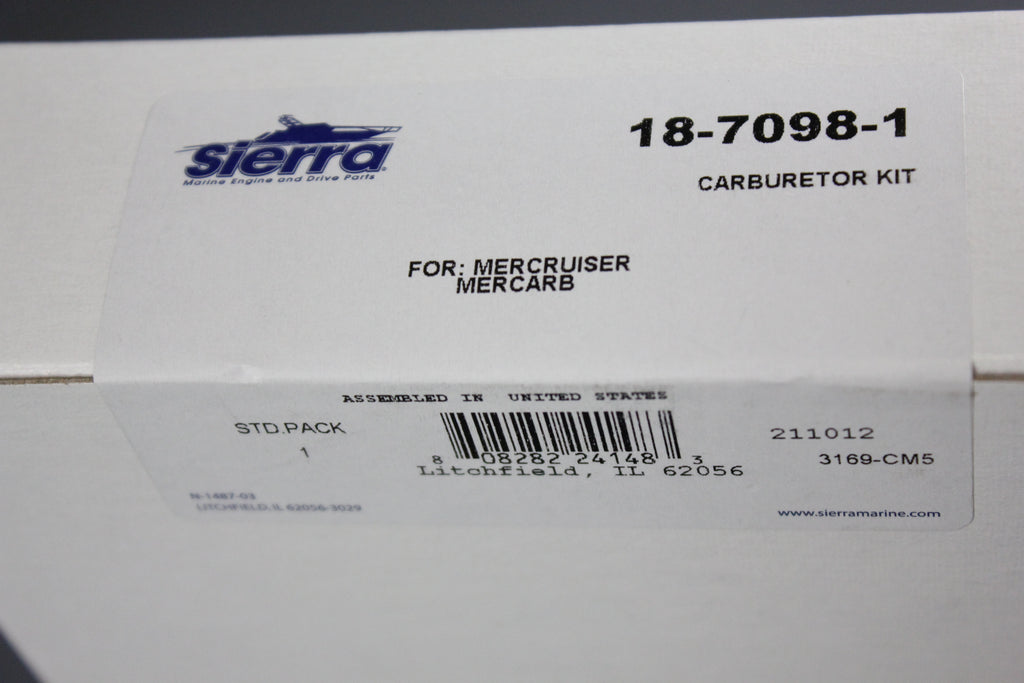 sierra
Marine Engine and Drive Parts
18-7098-1
CARBURETOR KIT
FOR: MERCRUISER
MERCARB
ASSEMBLED IN UNITED STATES
STD.PACK
1
8 08282 24148 3
Litchfield, IL 62056
211012
3169-CM5
N-1487-03
LITCHFIELD, IL 62056-3029
www.sierramarine.com